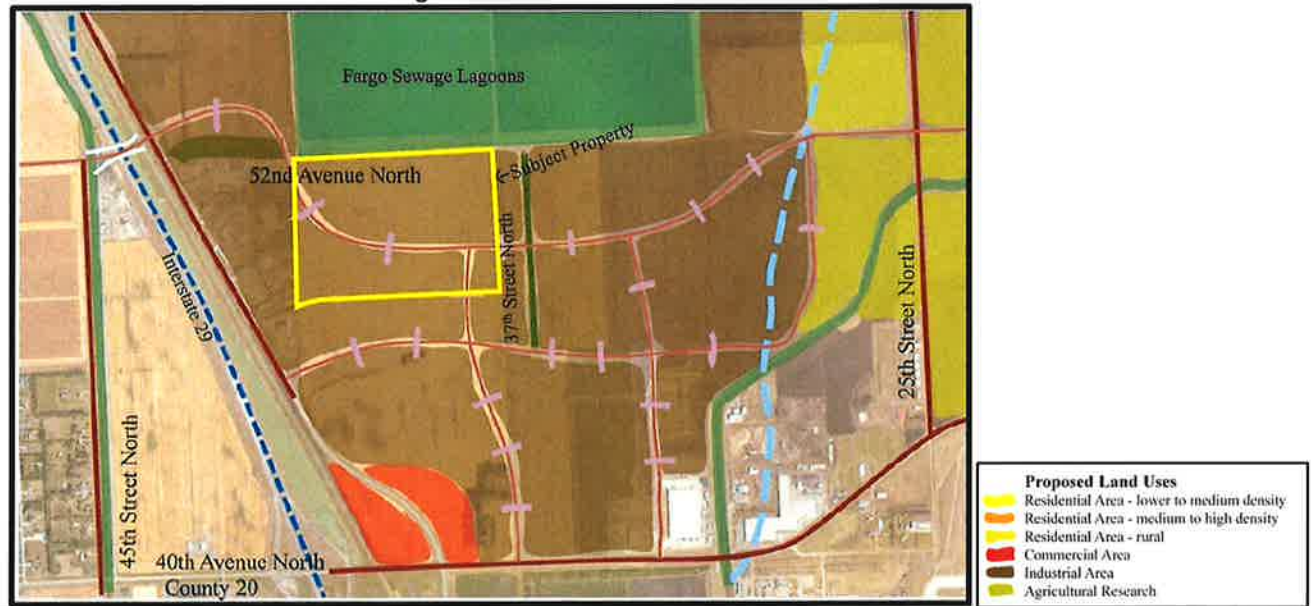 Fargo Sewage Lagoons
←Subject Property
52nd Avenue North
Interstate 29
37th Street North
25th Street North
45th Street North
40th Avenue North
County 20
Proposed Land Uses
Residential Area - lower to medium density
Residential Area - medium to high density
Residential Area - rural
Commercial Area
Industrial Area
Agricultural Research